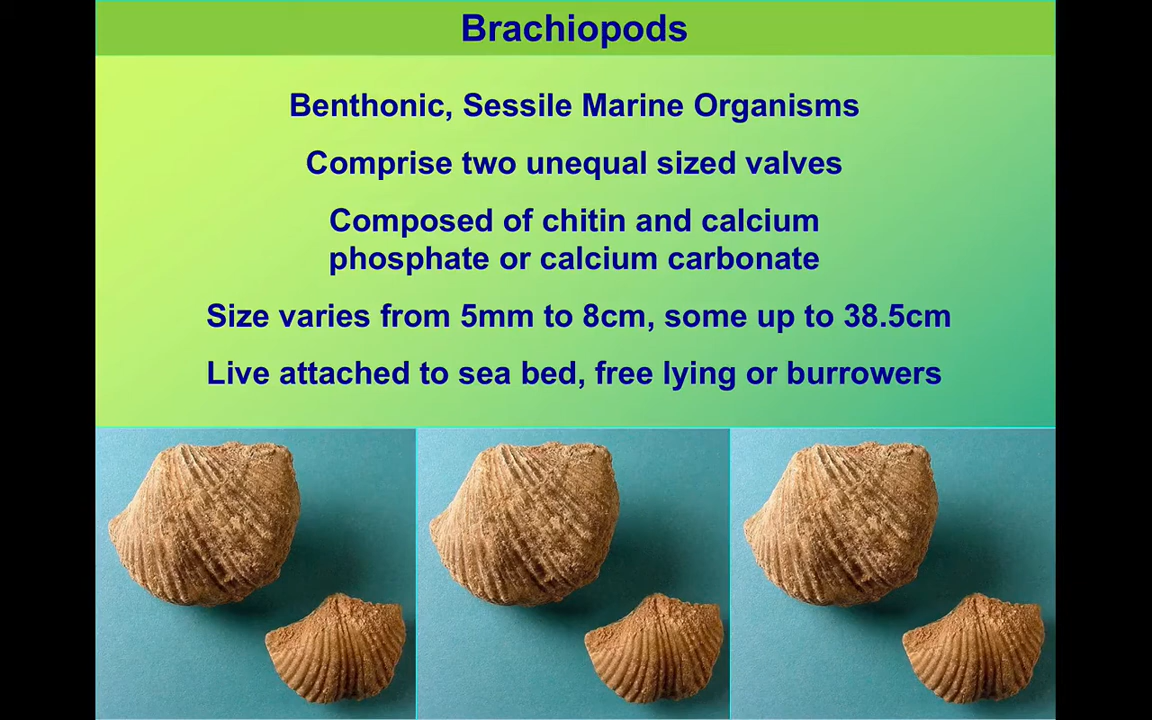 Brachiopods
Benthonic, Sessile Marine Organisms
Comprise two unequal sized valves
Composed of chitin and calcium
phosphate or calcium carbonate
Size varies from 5mm to 8cm, some up to 38.5cm
Live attached to sea bed, free lying or burrowers